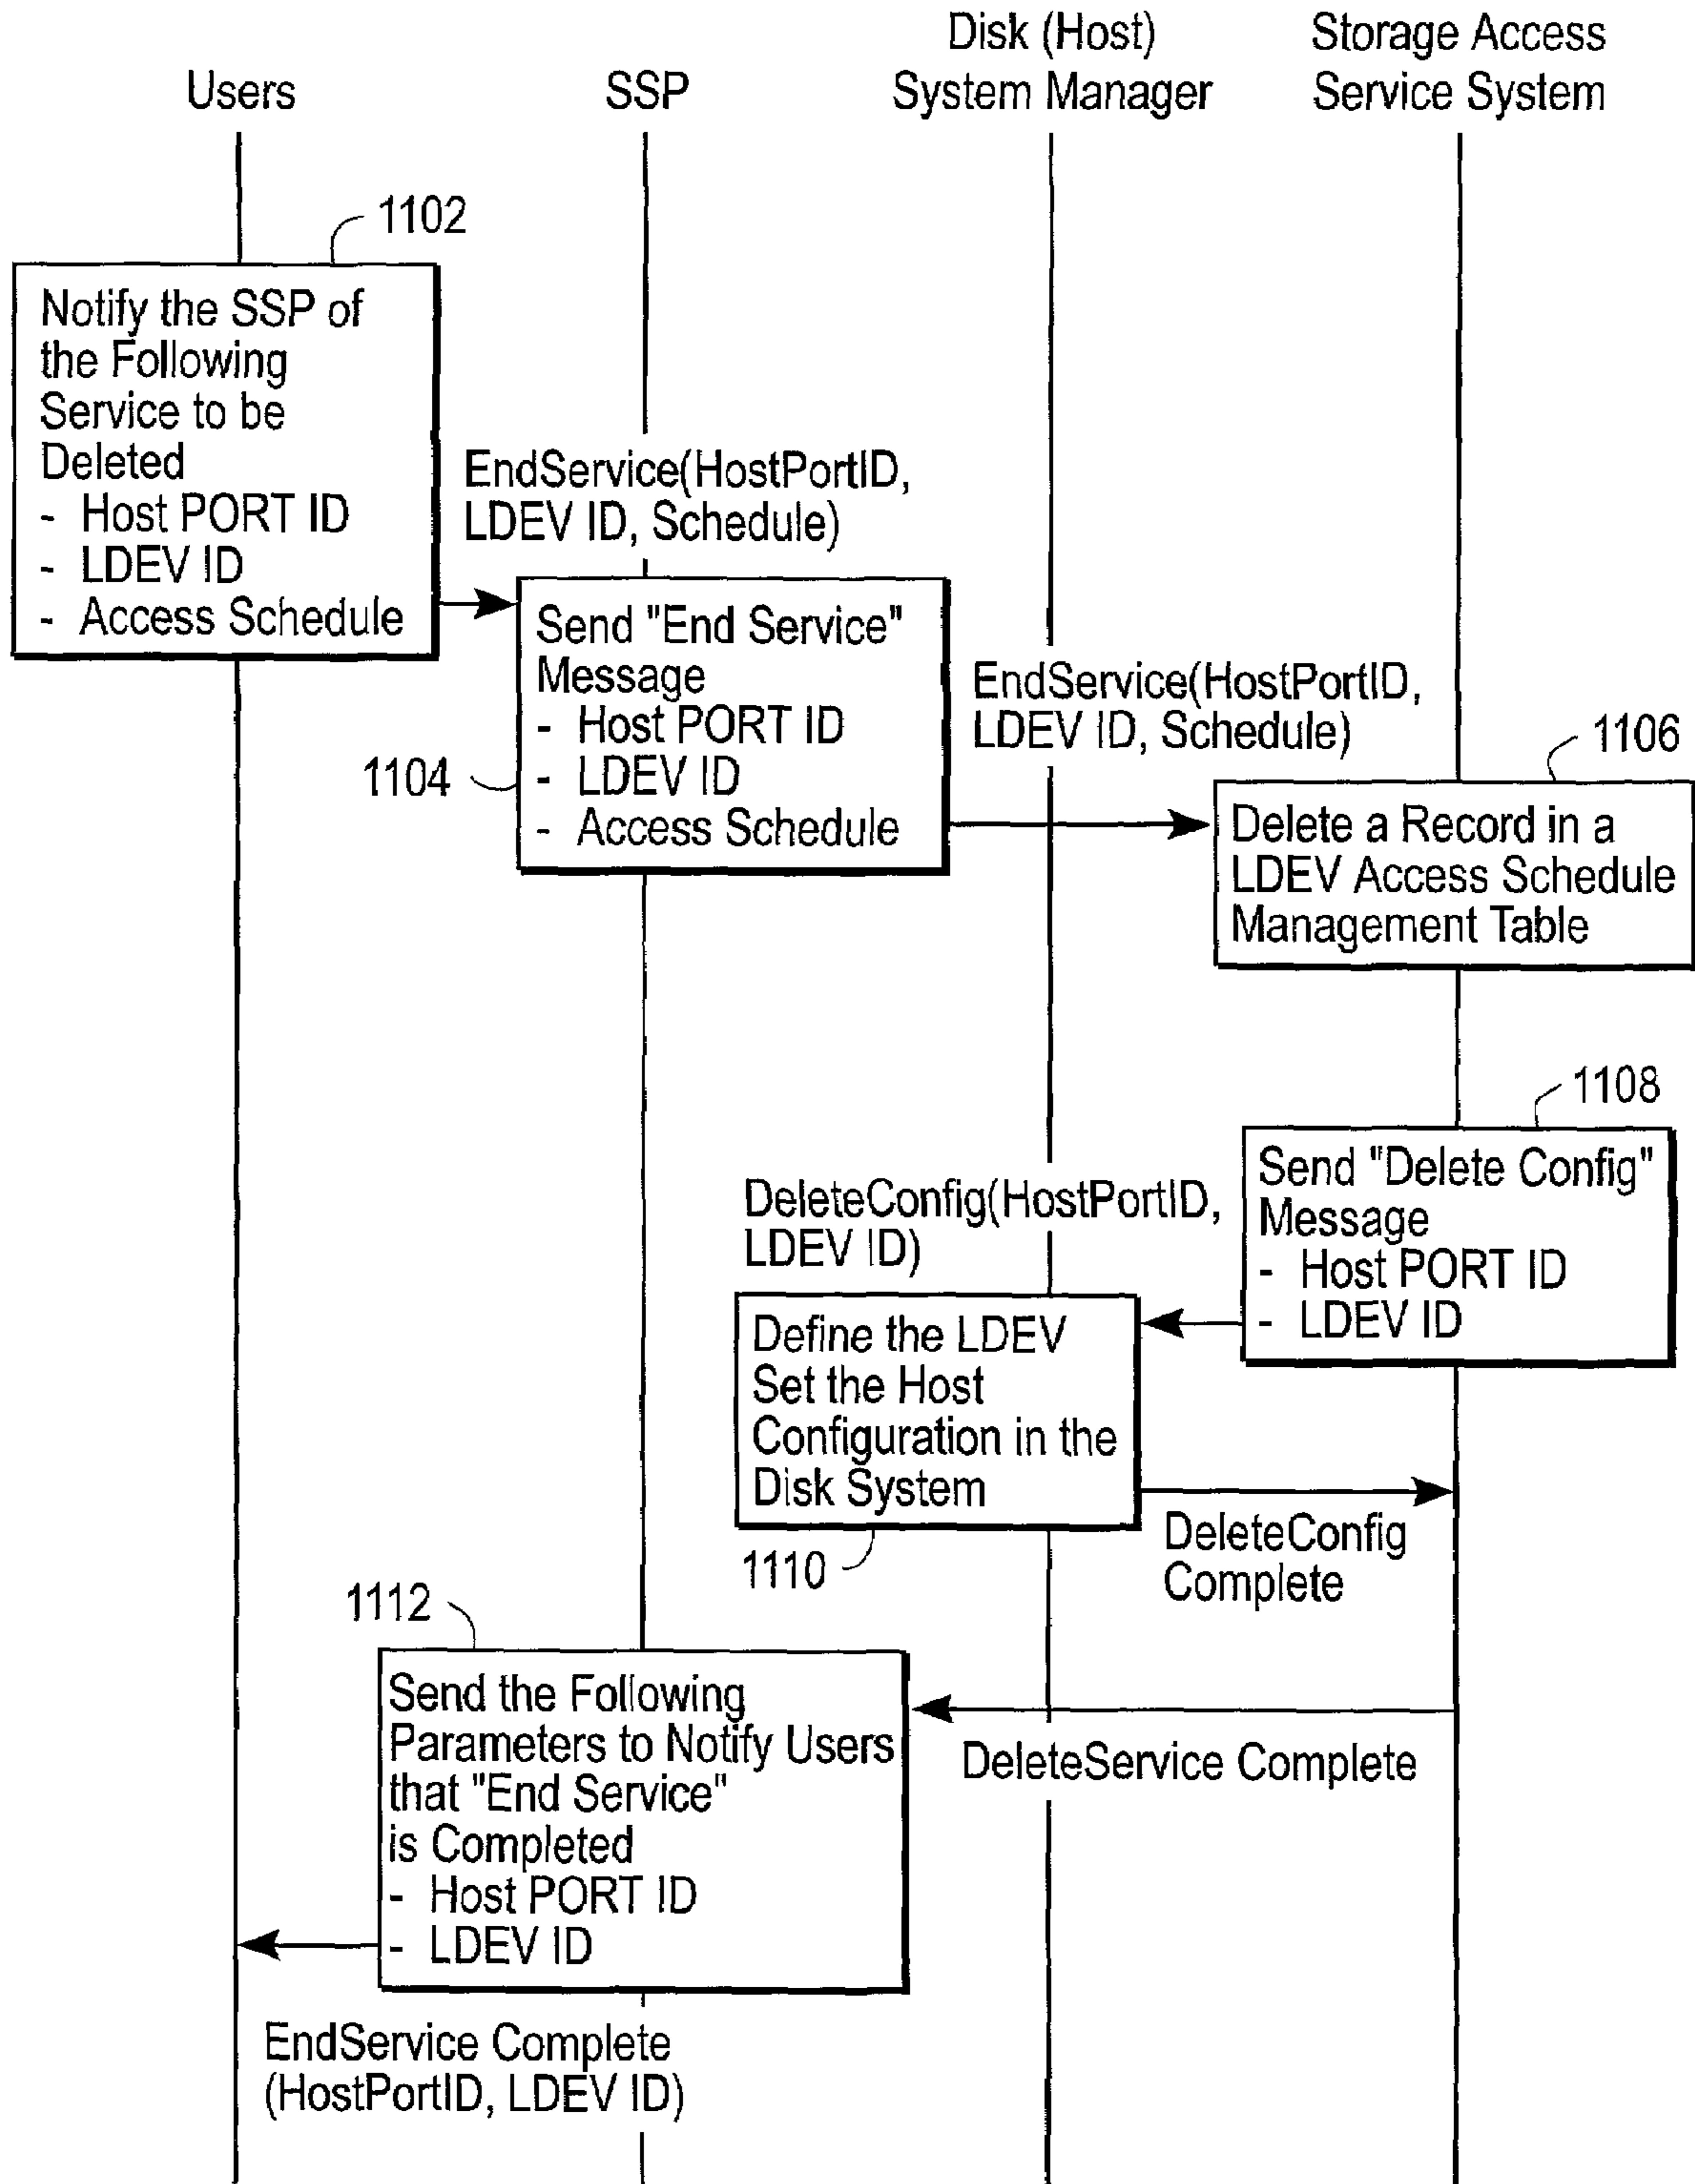 Users
SSP
Disk (Host)
System Manager
Storage Access
Service System
1102
Notify the SSP of
the Following
Service to be
Deleted
- Host PORT ID
- LDEV ID
- Access Schedule
EndService(HostPortID,
LDEV ID, Schedule)
Send "End Service"
Message
- Host PORT ID
- LDEV ID
- Access Schedule
1104
EndService(HostPortID,
LDEV ID, Schedule)
1106
Delete a Record in a
LDEV Access Schedule
Management Table
1108
Send "Delete Config"
Message
- Host PORT ID
- LDEV ID
DeleteConfig(HostPortID,
LDEV ID)
Define the LDEV
Set the Host
Configuration in the
Disk System
1110
DeleteConfig
Complete
1112
Send the Following
Parameters to Notify Users
that "End Service"
is Completed
- Host PORT ID
- LDEV ID
DeleteService Complete
EndService Complete
(HostPortID, LDEV ID)